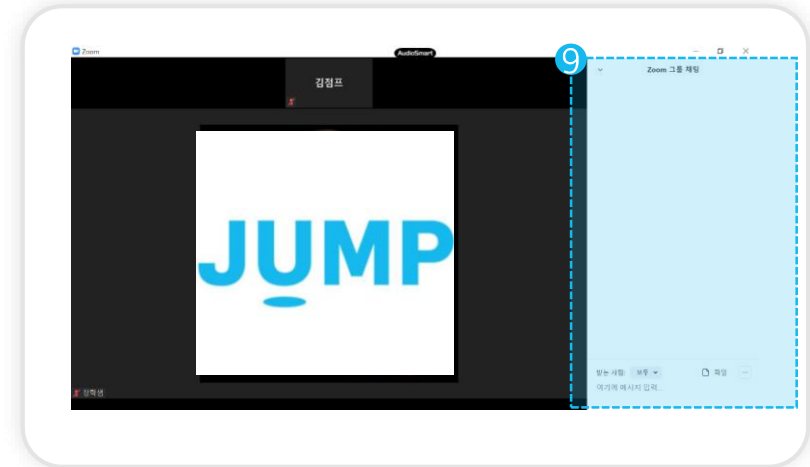 Zoom
AudioSmart
9
Zoom 그룹 채팅
김점프
JUMP
장학샘
받는 사람: 모두
파일
여기에 메시지 입력...